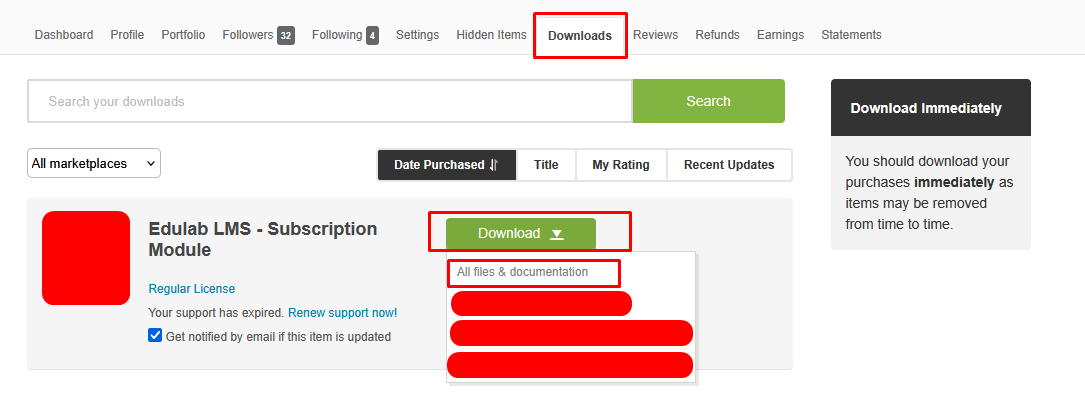 Dashboard Profile Portfolio Followers 32 Following 4 Settings Hidden Items Downloads Reviews Refunds Earnings Statements
Search your downloads Search
Download Immediately
You should download your
purchases immediately as
items may be removed
from time to time.
All marketplaces
Date Purchased Title My Rating Recent Updates
Edulab LMS - Subscription
Module
Regular License
Your support has expired. Renew support now!
Get notified by email if this item is updated
Download
All files & documentation